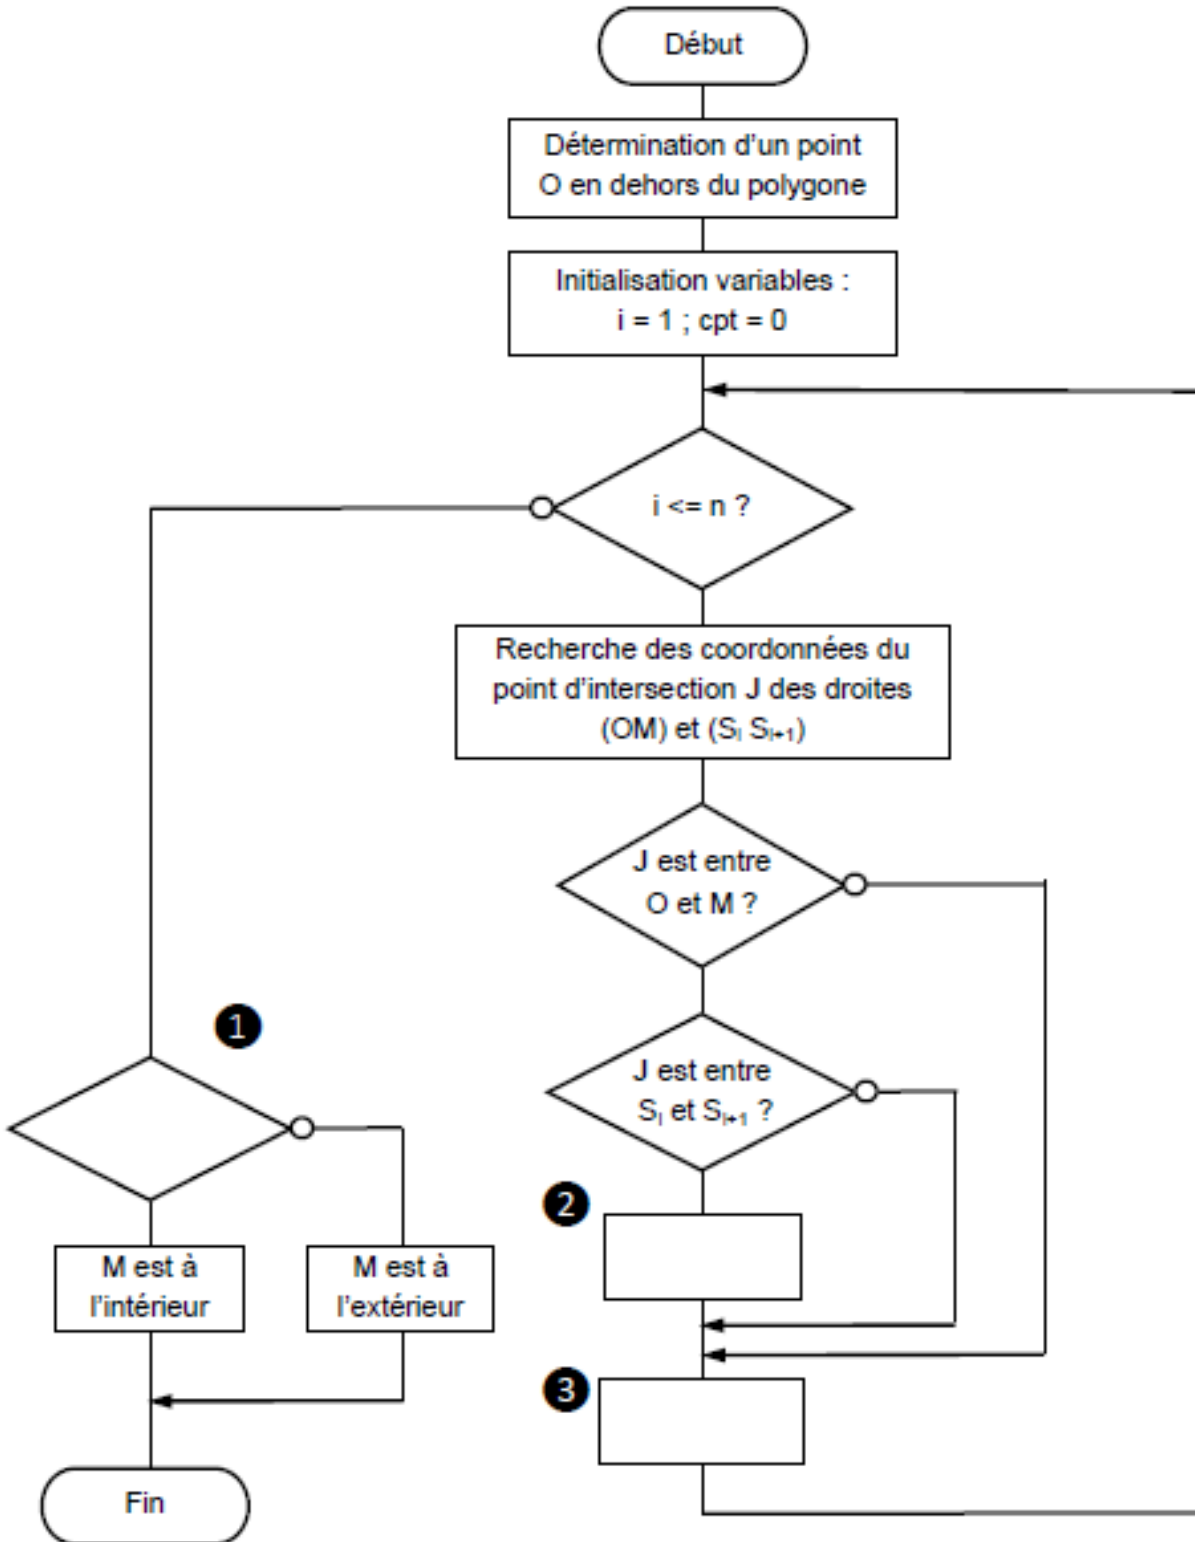 Début
Détermination d'un point
O en dehors du polygone
Initialisation variables :
i = 1 ; cpt = 0
i <= n ?
Recherche des coordonnées du
point d'intersection J des droites
(OM) et (Sᵢ Sᵢ₊₁)
J est entre
O et M ?
1
J est entre
Sᵢ et Sᵢ₊₁ ?
2
M est à
l'intérieur
M est à
l'extérieur
3
Fin